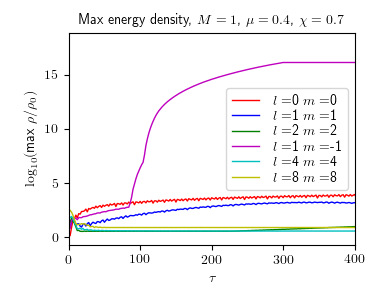 Max energy density, M = 1, μ = 0.4, χ = 0.7
log₁₀(max ρ/ρ₀)
15
10
5
0
l =0 m =0
l =1 m =1
l =2 m =2
l =1 m =-1
l =4 m =4
l =8 m =8
0 100 200 300 400
τ